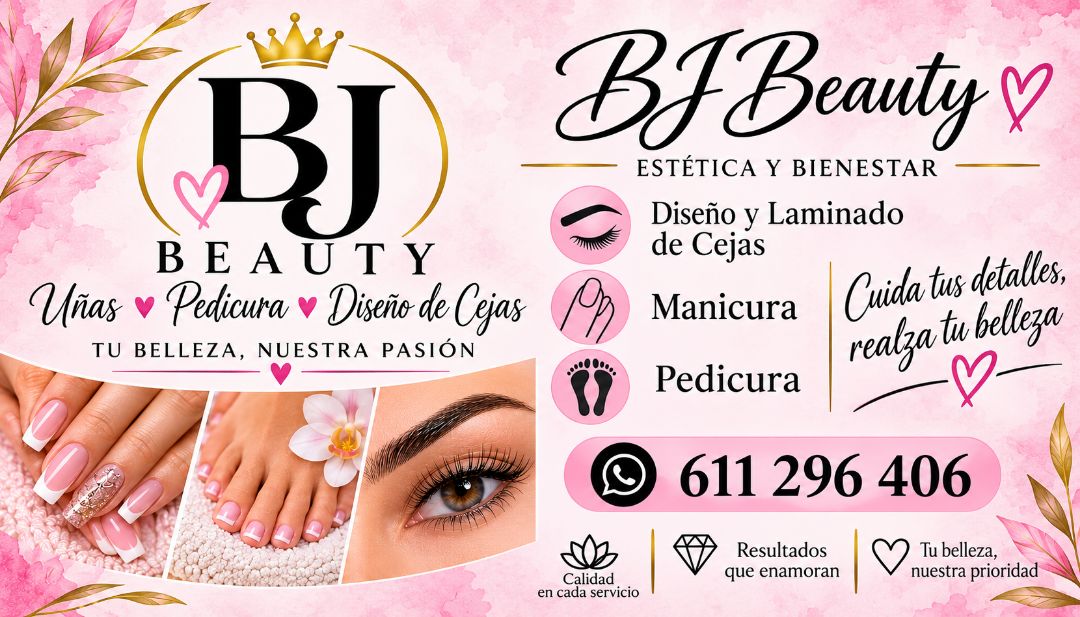 BJ
BEAUTY
Uñas Pedicura Diseño de Cejas
TU BELLEZA, NUESTRA PASIÓN
BJ Beauty
ESTÉTICA Y BIENESTAR
Diseño y Laminado
de Cejas
Manicura
Pedicura
Cuida tus detalles,
realza tu belleza
611 296 406
Calidad
en cada servicio
Resultados
que enamoran
Tu belleza,
nuestra prioridad